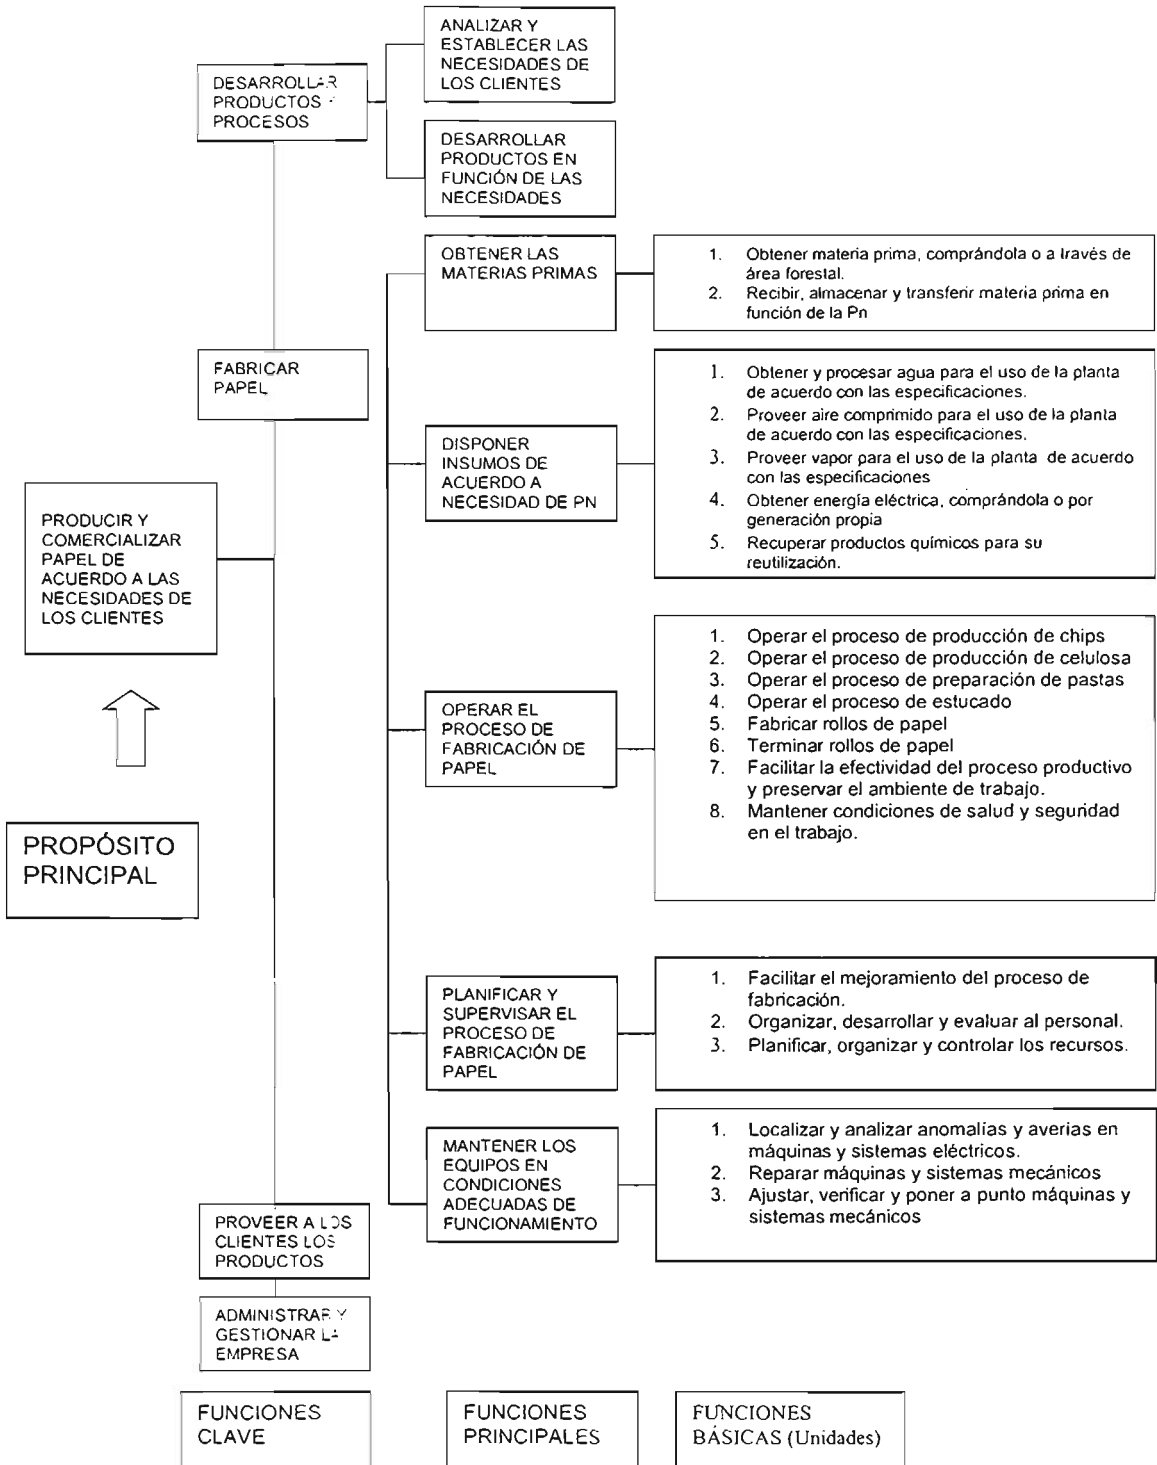 ANALIZAR Y
ESTABLECER LAS
NECESIDADES DE
LOS CLIENTES
DESARROLLAR
PRODUCTOS Y
PROCESOS
DESARROLLAR
PRODUCTOS EN
FUNCIÓN DE LAS
NECESIDADES
OBTENER LAS
MATERIAS PRIMAS
1. Obtener materia prima, comprándola o a través de
área forestal.
2. Recibir, almacenar y transferir materia prima en
función de la Pn
FABRICAR
PAPEL
DISPONER
INSUMOS DE
ACUERDO A
NECESIDAD DE PN
1. Obtener y procesar agua para el uso de la planta
de acuerdo con las especificaciones.
2. Proveer aire comprimido para el uso de la planta
de acuerdo con las especificaciones.
3. Proveer vapor para el uso de la planta de acuerdo
con las especificaciones
4. Obtener energía eléctrica, comprándola o por
generación propia
5. Recuperar productos químicos para su
reutilización.
PRODUCIR Y
COMERCIALIZAR
PAPEL DE
ACUERDO A LAS
NECESIDADES DE
LOS CLIENTES
OPERAR EL
PROCESO DE
FABRICACIÓN DE
PAPEL
1. Operar el proceso de producción de chips
2. Operar el proceso de producción de celulosa
3. Operar el proceso de preparación de pastas
4. Operar el proceso de estucado
5. Fabricar rollos de papel
6. Terminar rollos de papel
7. Facilitar la efectividad del proceso productivo
y preservar el ambiente de trabajo.
8. Mantener condiciones de salud y seguridad
en el trabajo.
PROPÓSITO
PRINCIPAL
PLANIFICAR Y
SUPERVISAR EL
PROCESO DE
FABRICACIÓN DE
PAPEL
1. Facilitar el mejoramiento del proceso de
fabricación.
2. Organizar, desarrollar y evaluar al personal.
3. Planificar, organizar y controlar los recursos.
MANTENER LOS
EQUIPOS EN
CONDICIONES
ADECUADAS DE
FUNCIONAMIENTO
1. Localizar y analizar anomalías y averias en
máquinas y sistemas eléctricos.
2. Reparar máquinas y sistemas mecánicos
3. Ajustar, verificar y poner a punto máquinas y
sistemas mecánicos
PROVEER A LOS
CLIENTES LOS
PRODUCTOS
ADMINISTRAR Y
GESTIONAR LA
EMPRESA
FUNCIONES
CLAVE
FUNCIONES
PRINCIPALES
FUNCIONES
BÁSICAS (Unidades)